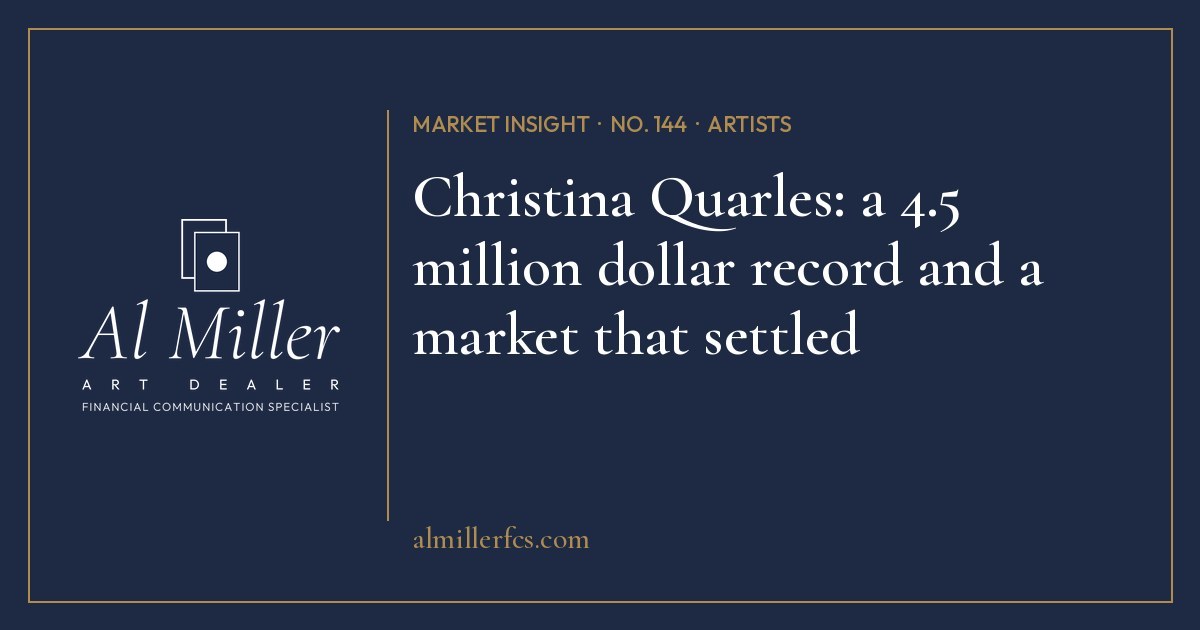 Al Miller
ART DEALER
FINANCIAL COMMUNICATION SPECIALIST
MARKET INSIGHT · NO. 144 · ARTISTS
Christina Quarles: a 4.5
million dollar record and a
market that settled
almillerfcs.com